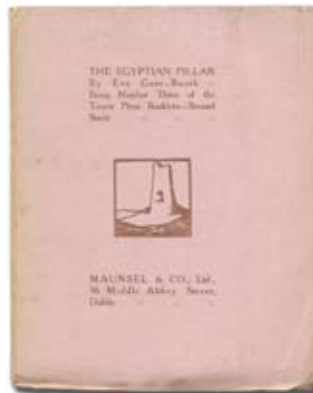 THE EGYPTIAN PILLAR
By Eva Gore-Booth —
Being Number Three of the
Tower Press Booklets—Second
Series
MAUNSEL & CO., Ltd.,
96 Middle Abbey Street,
Dublin